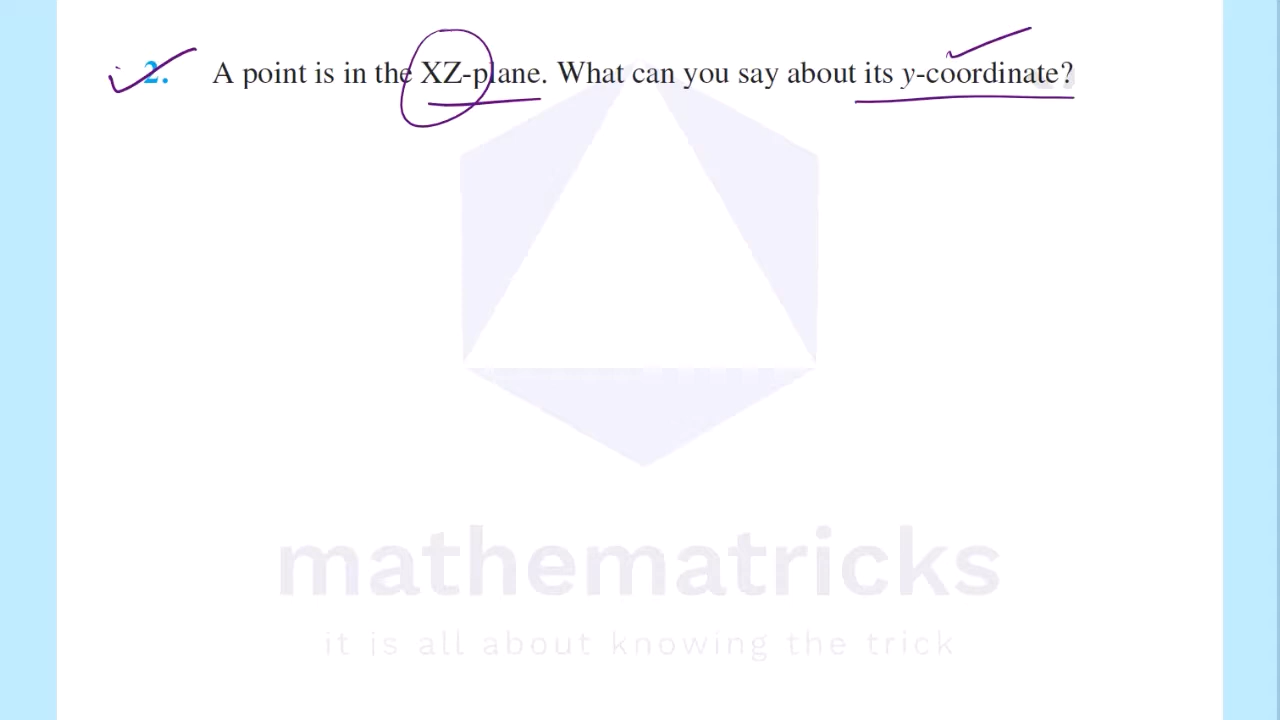 2. A point is in the XZ-plane. What can you say about its y-coordinate?
mathematricks
it is all about knowing the trick